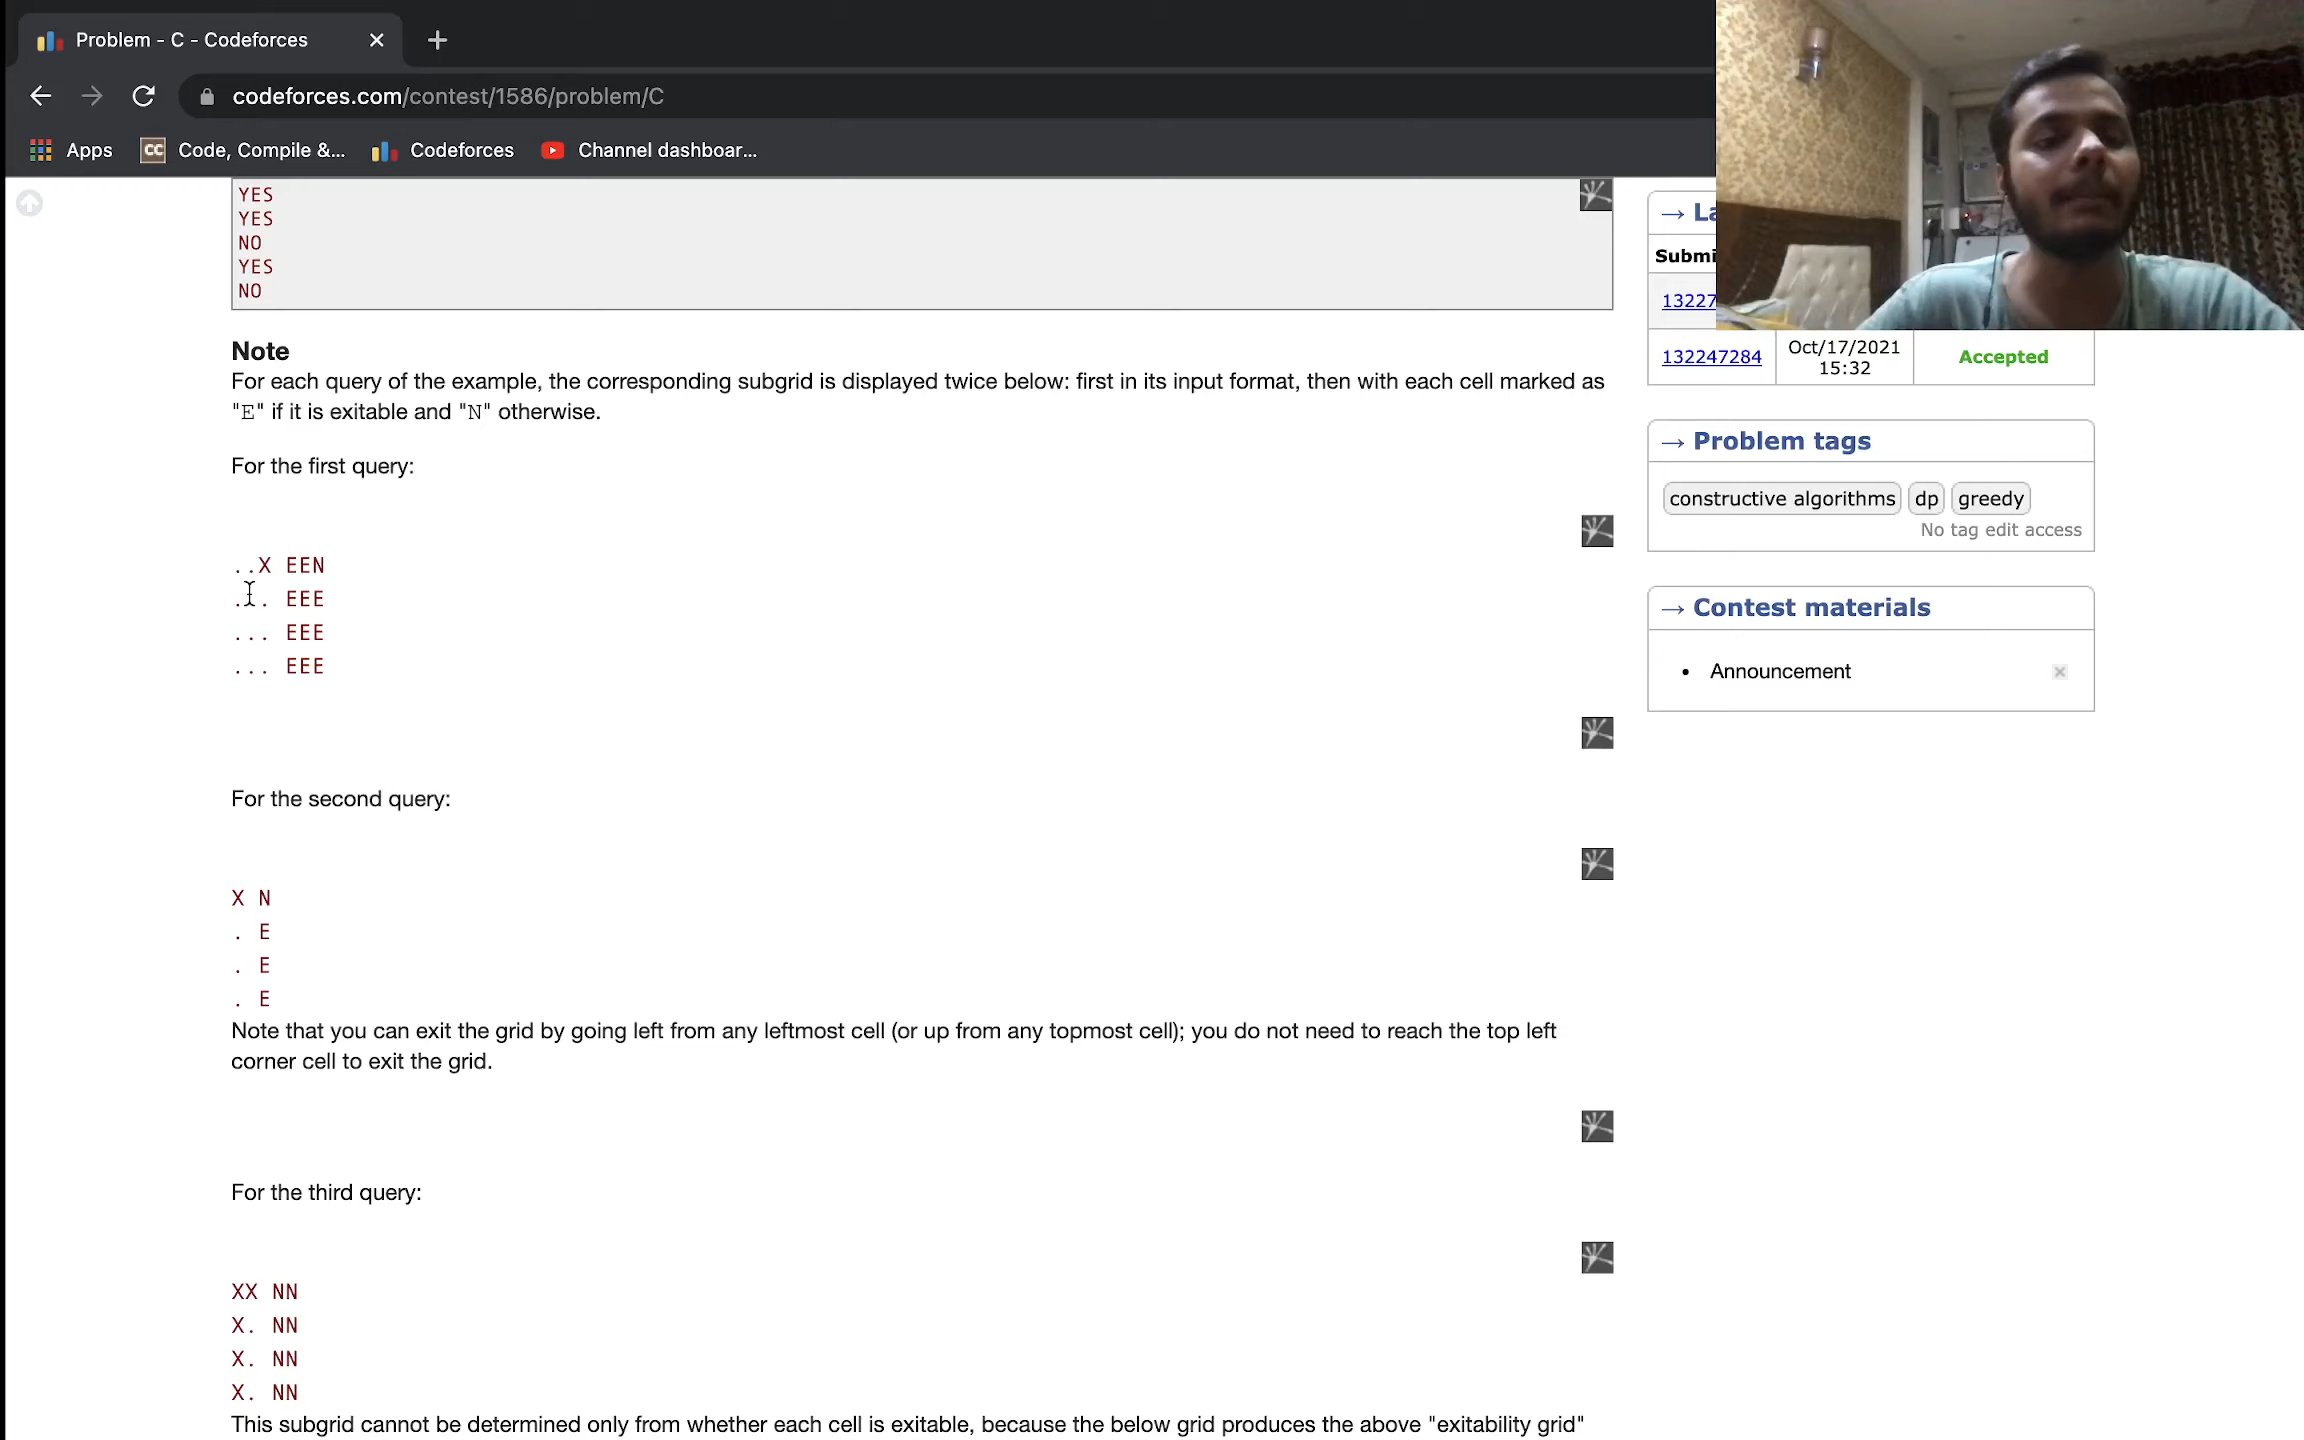 Problem - C - Codeforces
codeforces.com/contest/1586/problem/C
Apps CC Code, Compile &... Codeforces Channel dashboar...
YES
YES
NO
YES
NO
Note
For each query of the example, the corresponding subgrid is displayed twice below: first in its input format, then with each cell marked as
"E" if it is exitable and "N" otherwise.
For the first query:
..X EEN
... EEE
... EEE
... EEE
For the second query:
X N
. E
. E
. E
Note that you can exit the grid by going left from any leftmost cell (or up from any topmost cell); you do not need to reach the top left
corner cell to exit the grid.
For the third query:
XX NN
X. NN
X. NN
X. NN
This subgrid cannot be determined only from whether each cell is exitable, because the below grid produces the above "exitability grid"
→ La
Submi
13227
132247284 Oct/17/2021 15:32 Accepted
→ Problem tags
constructive algorithms dp greedy
No tag edit access
→ Contest materials
• Announcement